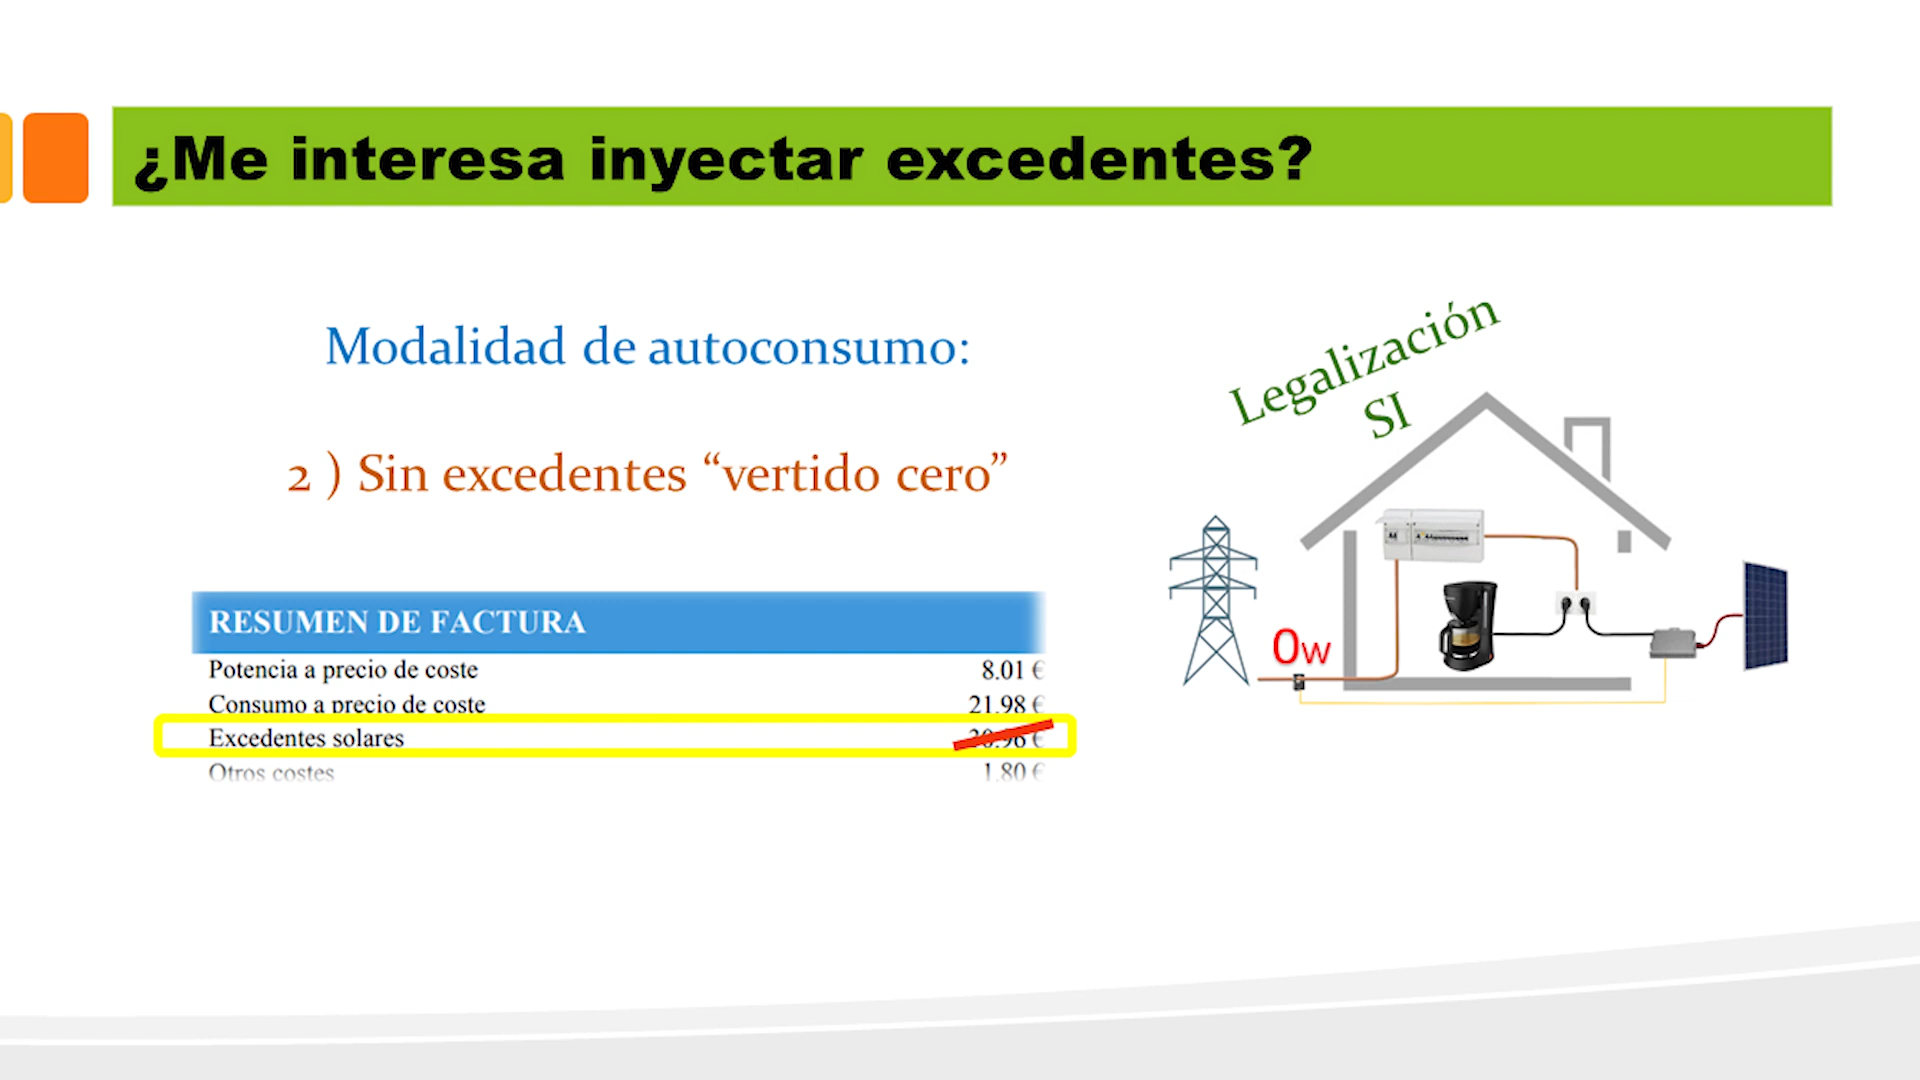 ¿Me interesa inyectar excedentes?
Modalidad de autoconsumo:
2 ) Sin excedentes “vertido cero”
Legalización
SI
RESUMEN DE FACTURA
Potencia a precio de coste 8.01 €
Consumo a precio de coste 21.98 €
Excedentes solares
Otros costes 1.80 €
0w